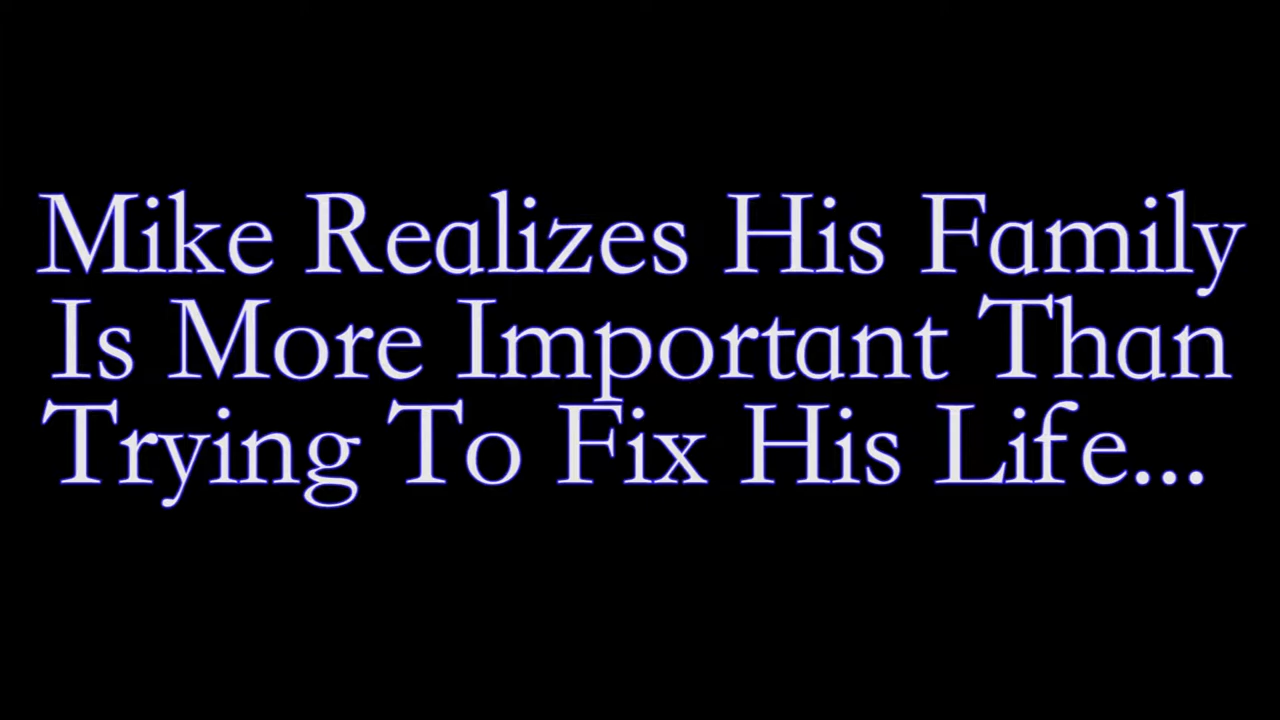 Mike Realizes His Family
Is More Important Than
Trying To Fix His Life...